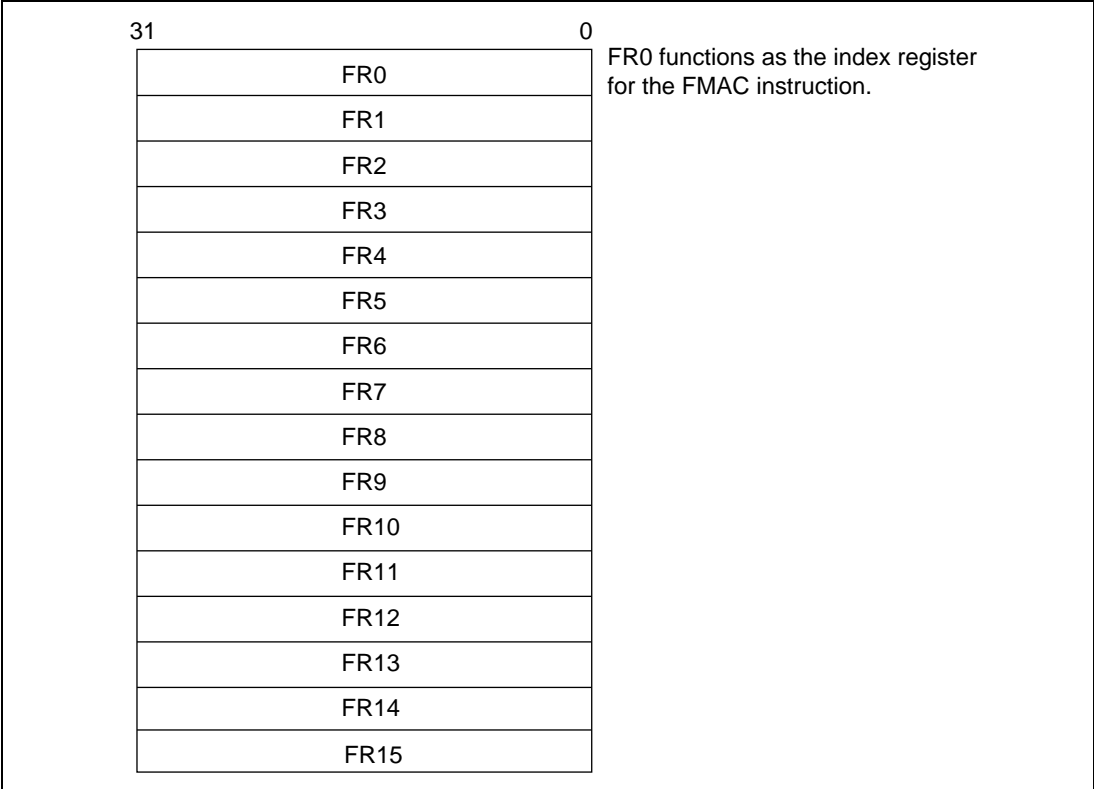 31 0
FR0 functions as the index register
for the FMAC instruction.
FR0
FR1
FR2
FR3
FR4
FR5
FR6
FR7
FR8
FR9
FR10
FR11
FR12
FR13
FR14
FR15